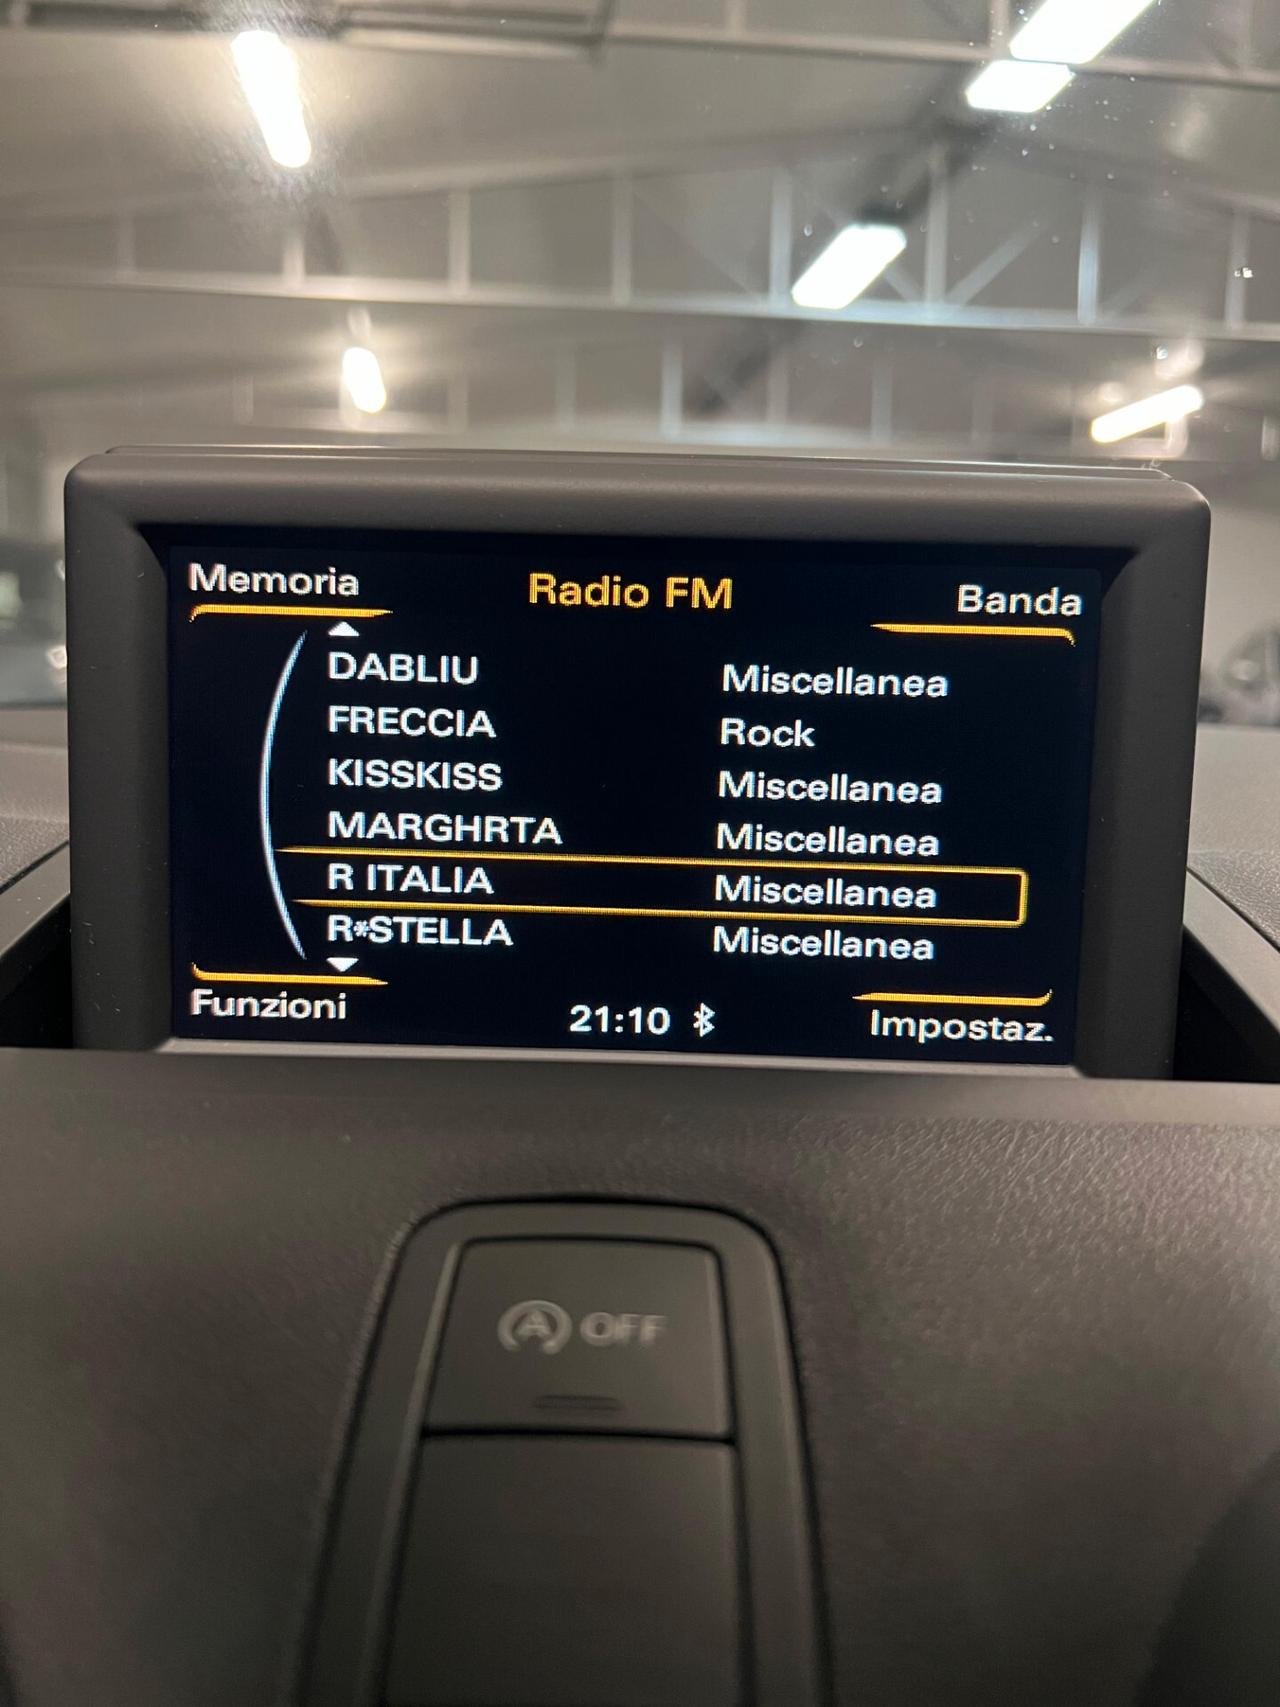 Memoria Radio FM Banda
DABLIU Miscellanea
FRECCIA Rock
KISSKISS Miscellanea
MARGHRTA Miscellanea
R ITALIA Miscellanea
R*STELLA Miscellanea
Funzioni 21:10 Impostaz.
A OFF